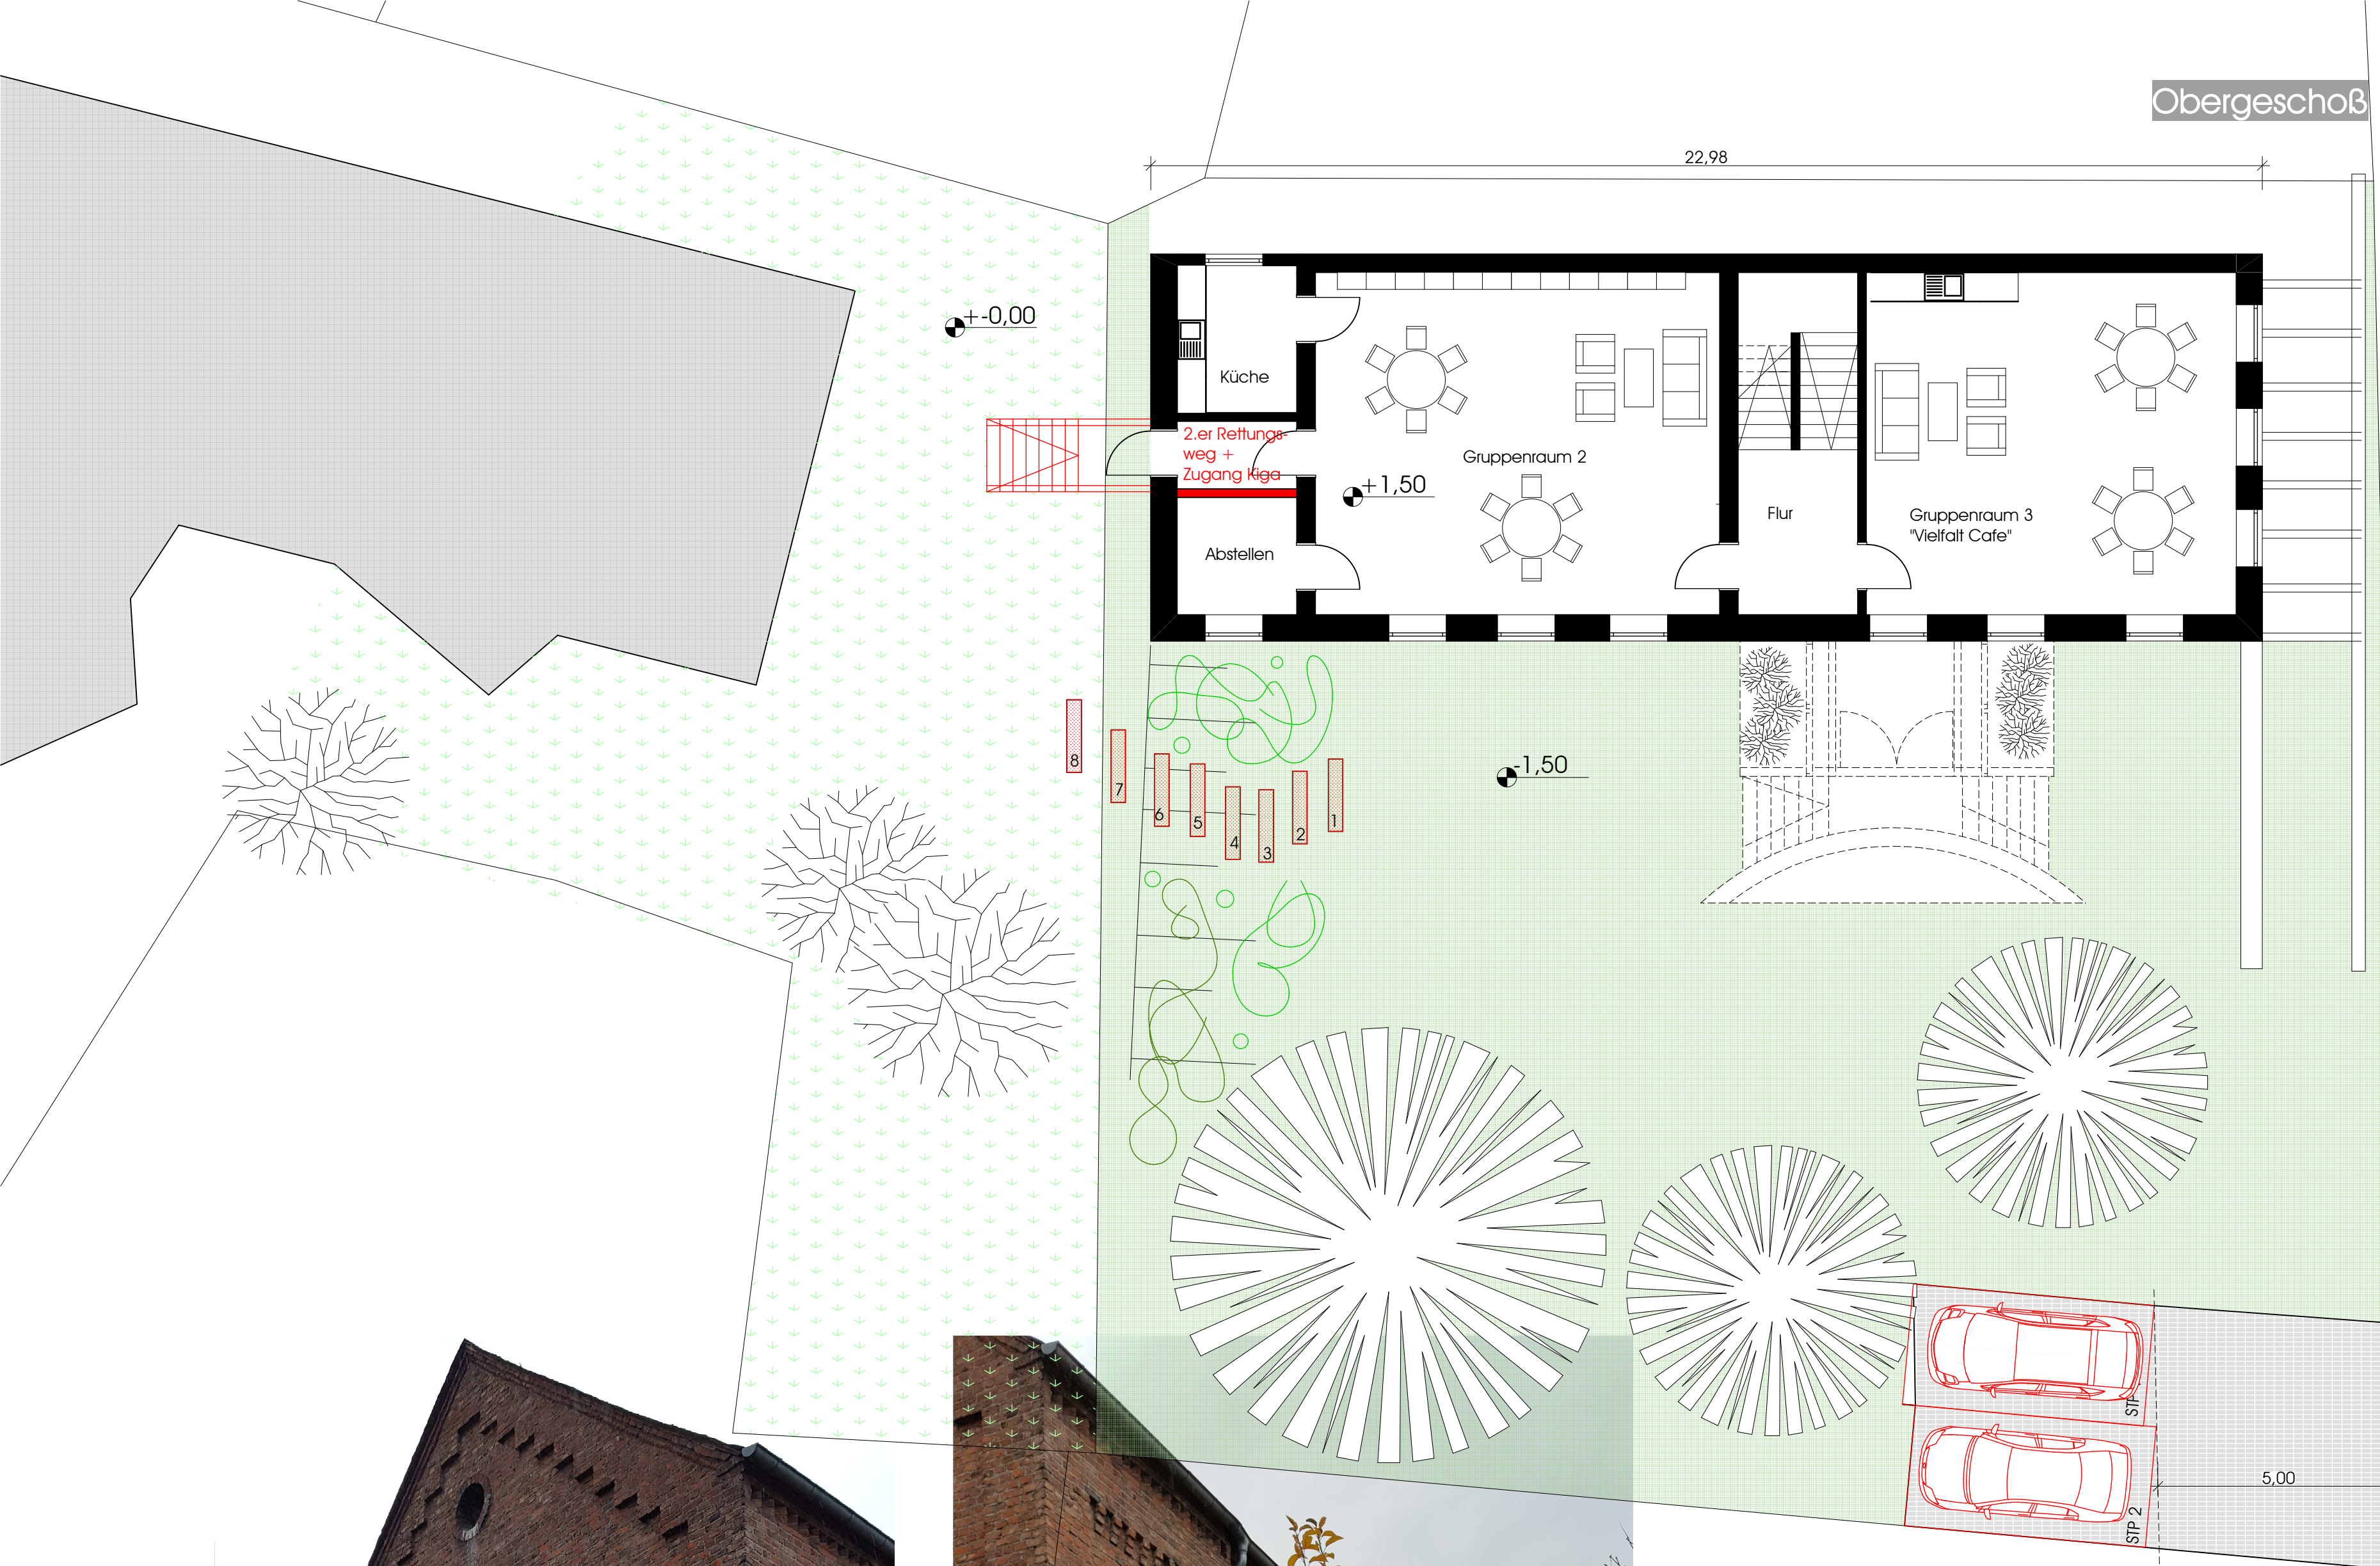 Obergeschoß
22,98
+-0,00
Küche
2.er Rettungs-
weg +
Zugang Kiga
Gruppenraum 2
+1,50
Flur
Gruppenraum 3
"Vielfalt Cafe"
Abstellen
-1,50
8
7
6
5
4
3
2
1
STP
5,00
STP 2